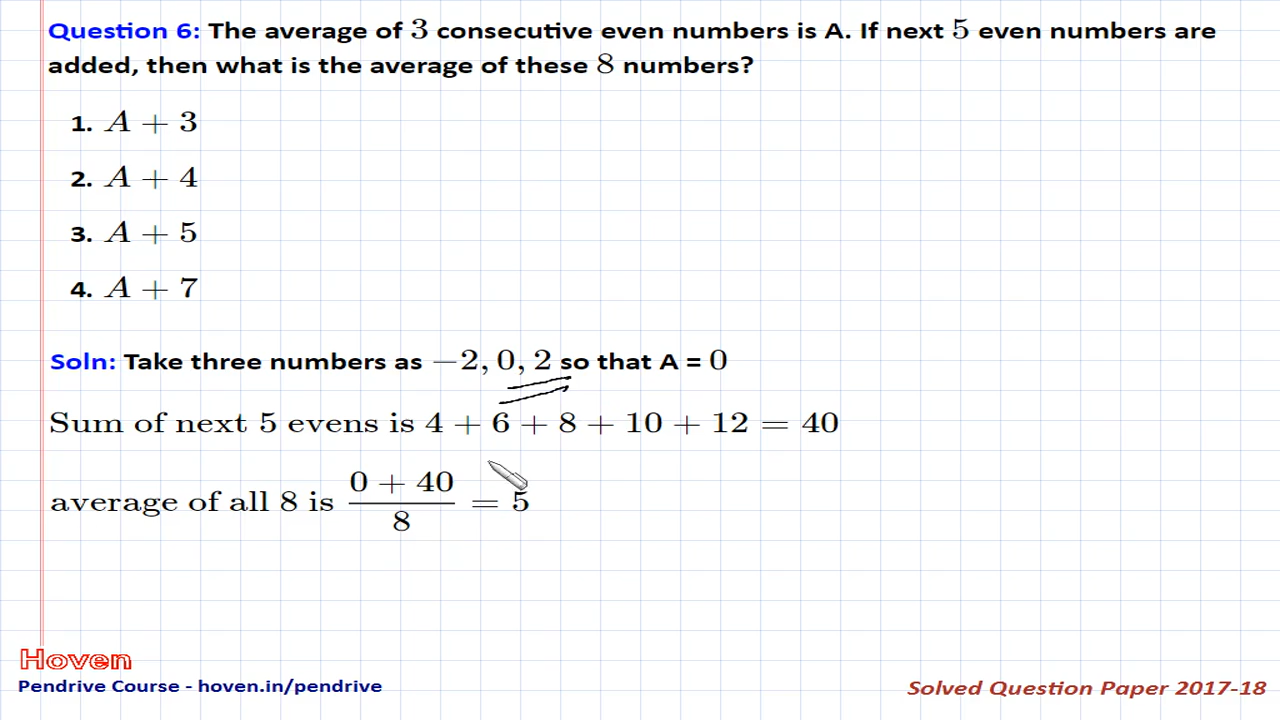 Question 6: The average of 3 consecutive even numbers is A. If next 5 even numbers are
added, then what is the average of these 8 numbers?
1. A + 3
2. A + 4
3. A + 5
4. A + 7
Soln: Take three numbers as −2, 0, 2 so that A = 0
Sum of next 5 evens is 4 + 6 + 8 + 10 + 12 = 40
average of all 8 is (0 + 40)/8 = 5
Hoven
Pendrive Course - hoven.in/pendrive
Solved Question Paper 2017-18